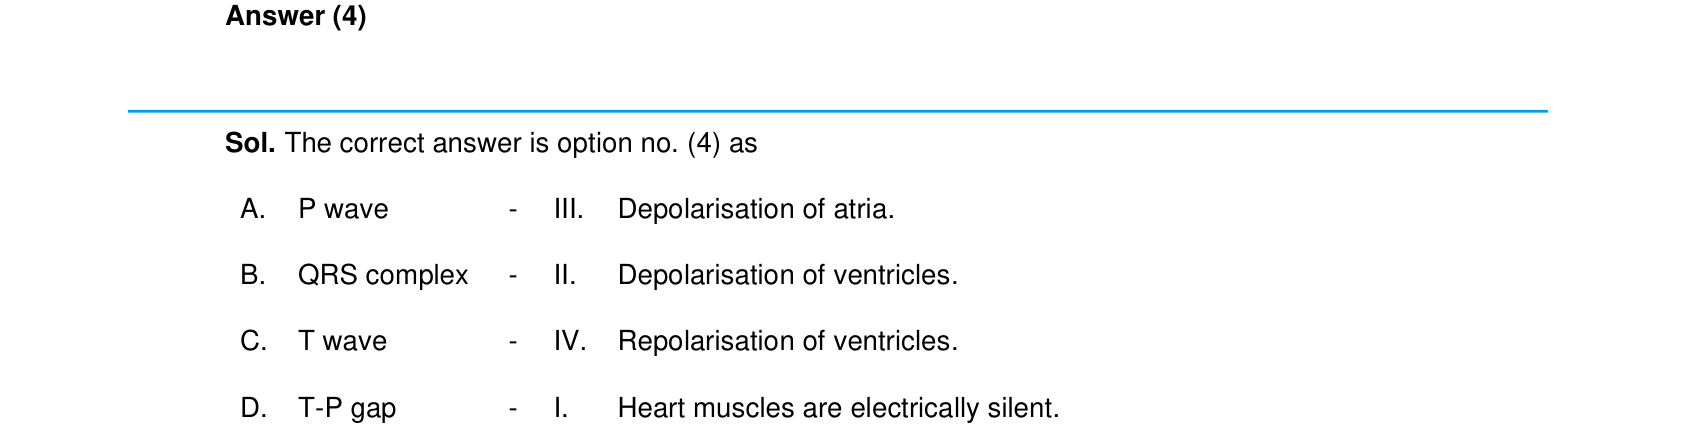 Answer (4)
Sol. The correct answer is option no. (4) as
A. P wave - III. Depolarisation of atria.
B. QRS complex - II. Depolarisation of ventricles.
C. T wave - IV. Repolarisation of ventricles.
D. T-P gap - I. Heart muscles are electrically silent.